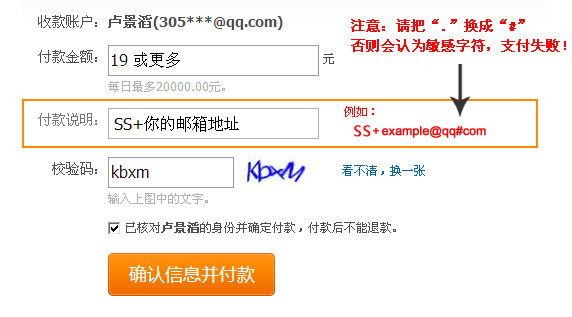 收款账户：卢景滔(305***@qq.com)
注意：请把“.”换成“#”
否则会认为敏感字符，支付失败！
付款金额：19 或更多 元
每日最多20000.00元。
付款说明：SS+你的邮箱地址
例如：
SS+example@qq#com
校验码：kbxm KbxM 看不清，换一张
输入上图中的文字。
已核对卢景滔的身份并确定付款，付款后不能退款。
确认信息并付款